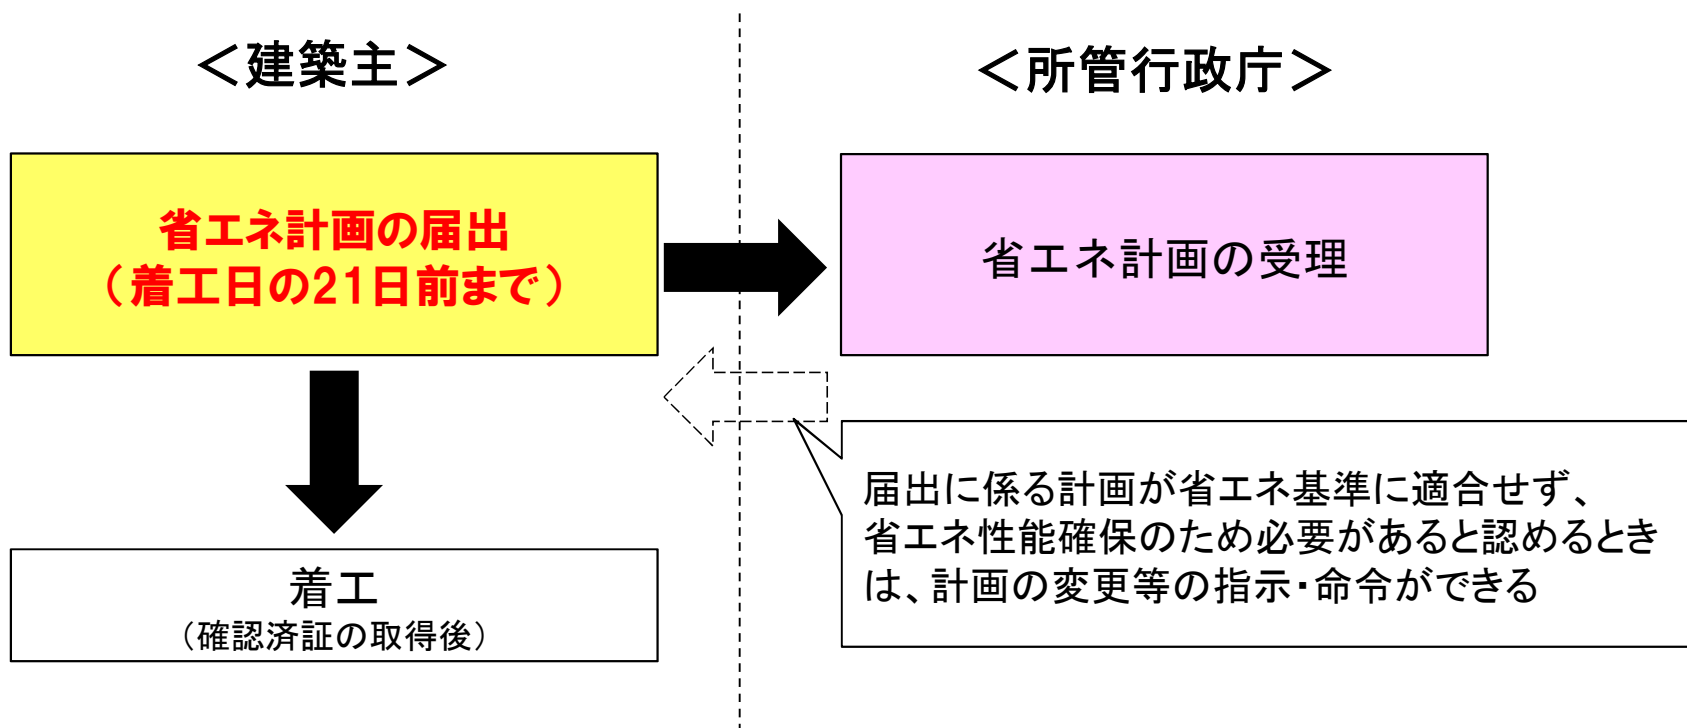 ＜建築主＞
＜所管行政庁＞
省エネ計画の届出
（着工日の21日前まで）
省エネ計画の受理
届出に係る計画が省エネ基準に適合せず、
省エネ性能確保のため必要があると認めるとき
は、計画の変更等の指示・命令ができる
着工
（確認済証の取得後）